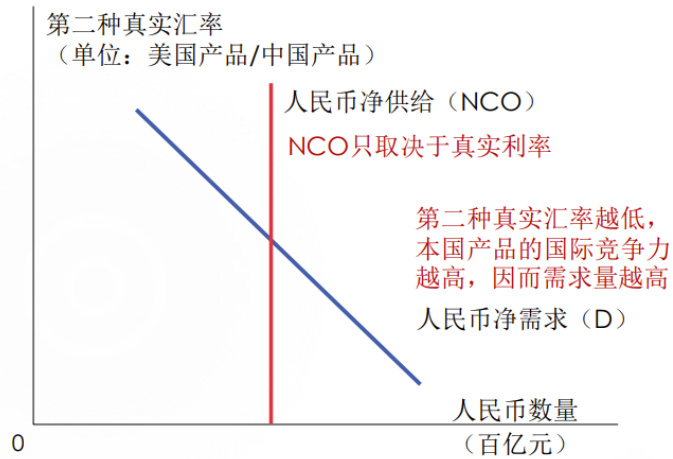 第二种真实汇率
（单位：美国产品/中国产品）
人民币净供给（NCO）
NCO只取决于真实利率
第二种真实汇率越低，
本国产品的国际竞争力
越高，因而需求量越高
人民币净需求（D）
人民币数量
（百亿元）
0